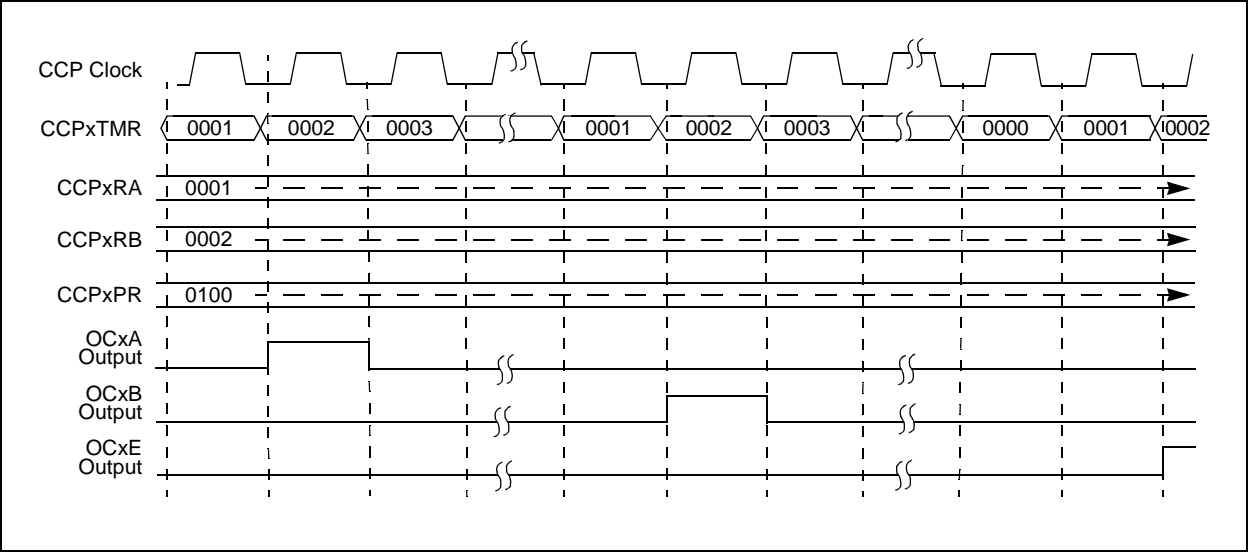 CCP Clock
CCPxTMR 0001 0002 0003 0001 0002 0003 0000 0001 0002
CCPxRA 0001
CCPxRB 0002
CCPxPR 0100
OCxA
Output
OCxB
Output
OCxE
Output